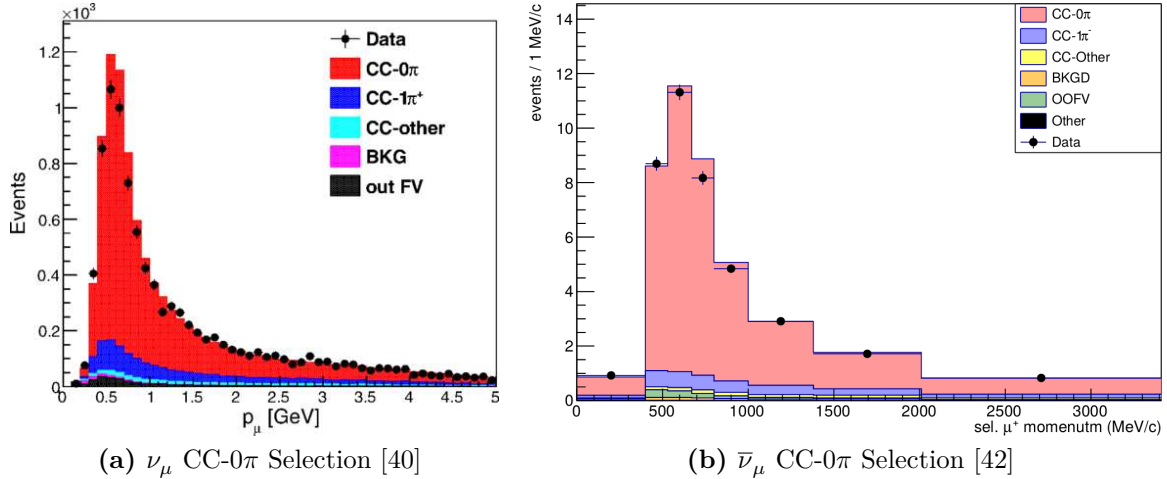 ×10³
Events
1.2
1
0.8
0.6
0.4
0.2
0
Data
CC-0π
CC-1π⁺
CC-other
BKG
out FV
0 0.5 1 1.5 2 2.5 3 3.5 4 4.5 5
p_μ [GeV]
(a) ν_μ CC-0π Selection [40]
events / 1 MeV/c
14
12
10
8
6
4
2
0
CC-0π
CC-1π⁻
CC-Other
BKGD
OOFV
Other
Data
0 500 1000 1500 2000 2500 3000
sel. μ⁺ momenutm (MeV/c)
(b) ν̅_μ CC-0π Selection [42]